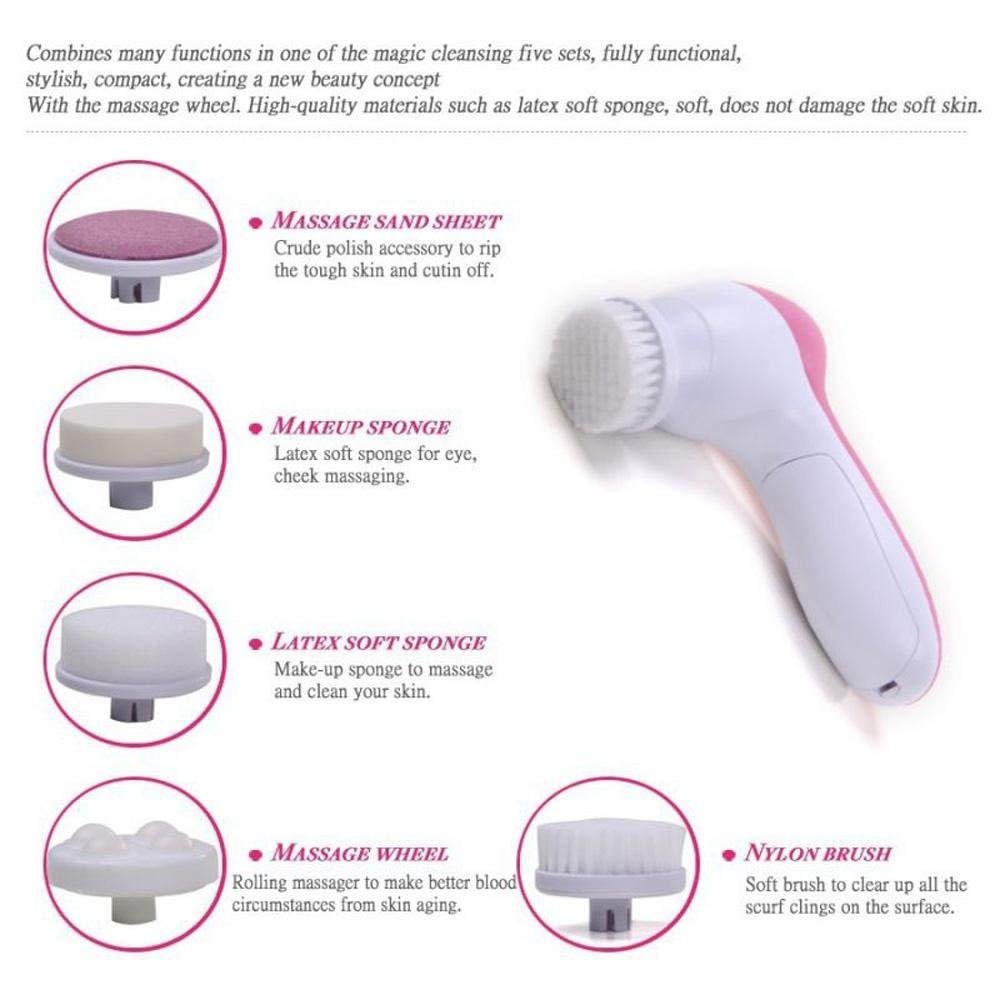 Combines many functions in one of the magic cleansing five sets, fully functional,
stylish, compact, creating a new beauty concept
With the massage wheel. High-quality materials such as latex soft sponge, soft, does not damage the soft skin.
MASSAGE SAND SHEET
Crude polish accessory to rip
the tough skin and cutin off.
MAKEUP SPONGE
Latex soft sponge for eye,
cheek massaging.
LATEX SOFT SPONGE
Make-up sponge to massage
and clean your skin.
MASSAGE WHEEL
Rolling massager to make better blood
circumstances from skin aging.
NYLON BRUSH
Soft brush to clear up all the
scurf clings on the surface.